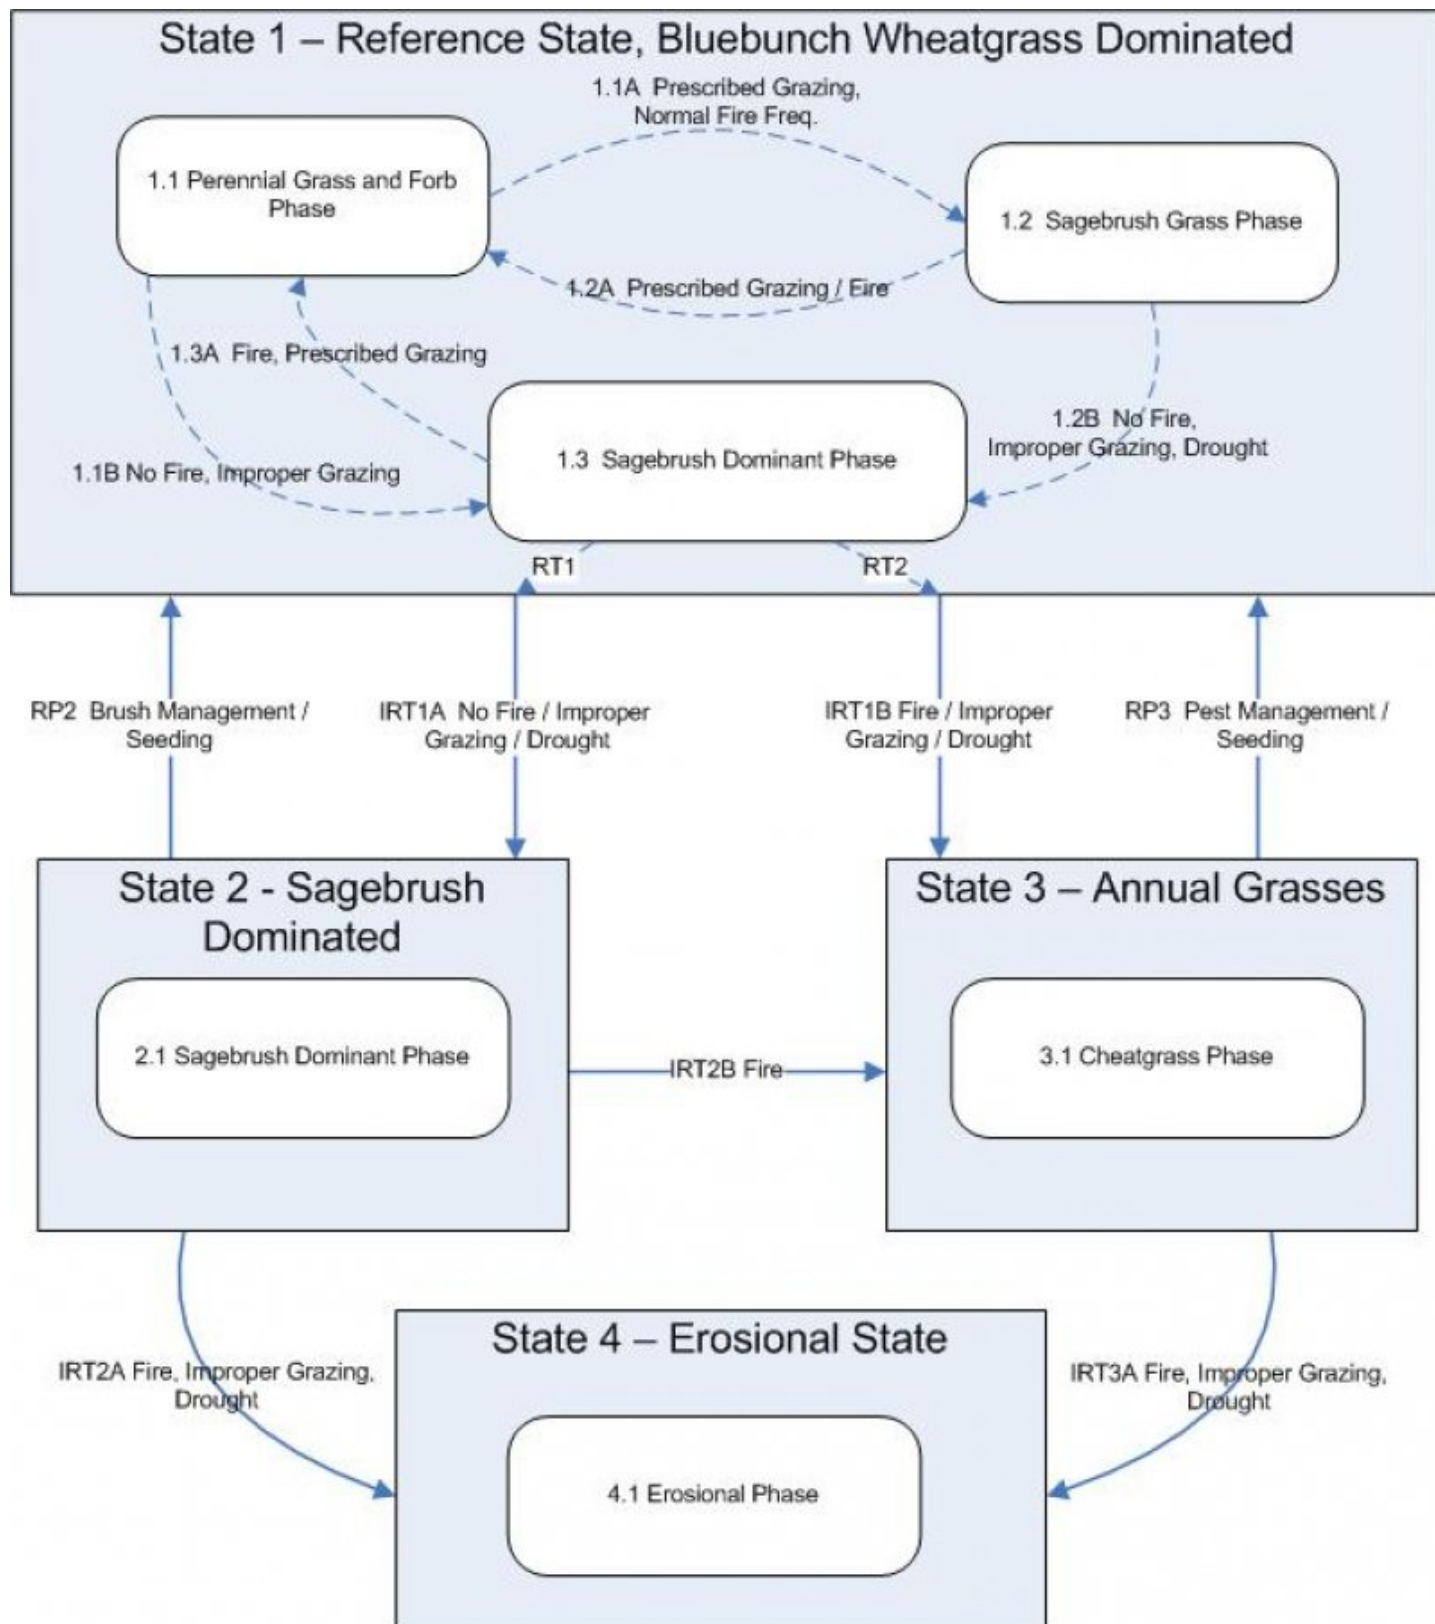 State 1 – Reference State, Bluebunch Wheatgrass Dominated
1.1A Prescribed Grazing,
Normal Fire Freq.
1.1 Perennial Grass and Forb
Phase
1.2 Sagebrush Grass Phase
1.2A Prescribed Grazing / Fire
1.3A Fire, Prescribed Grazing
1.2B No Fire,
Improper Grazing, Drought
1.3 Sagebrush Dominant Phase
1.1B No Fire, Improper Grazing
RT1
RT2
RP2 Brush Management /
Seeding
IRT1A No Fire / Improper
Grazing / Drought
IRT1B Fire / Improper
Grazing / Drought
RP3 Pest Management /
Seeding
State 2 - Sagebrush
Dominated
2.1 Sagebrush Dominant Phase
IRT2B Fire
State 3 – Annual Grasses
3.1 Cheatgrass Phase
IRT2A Fire, Improper Grazing,
Drought
IRT3A Fire, Improper Grazing,
Drought
State 4 – Erosional State
4.1 Erosional Phase